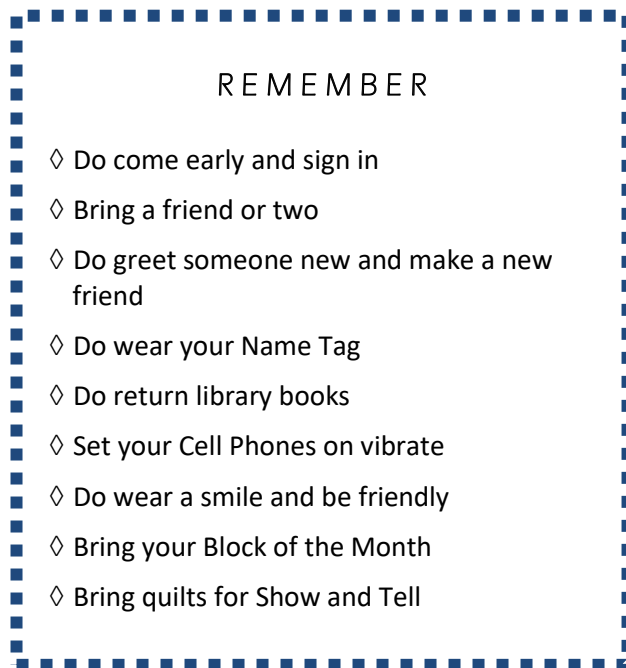 REMEMBER
◊ Do come early and sign in
◊ Bring a friend or two
◊ Do greet someone new and make a new
friend
◊ Do wear your Name Tag
◊ Do return library books
◊ Set your Cell Phones on vibrate
◊ Do wear a smile and be friendly
◊ Bring your Block of the Month
◊ Bring quilts for Show and Tell